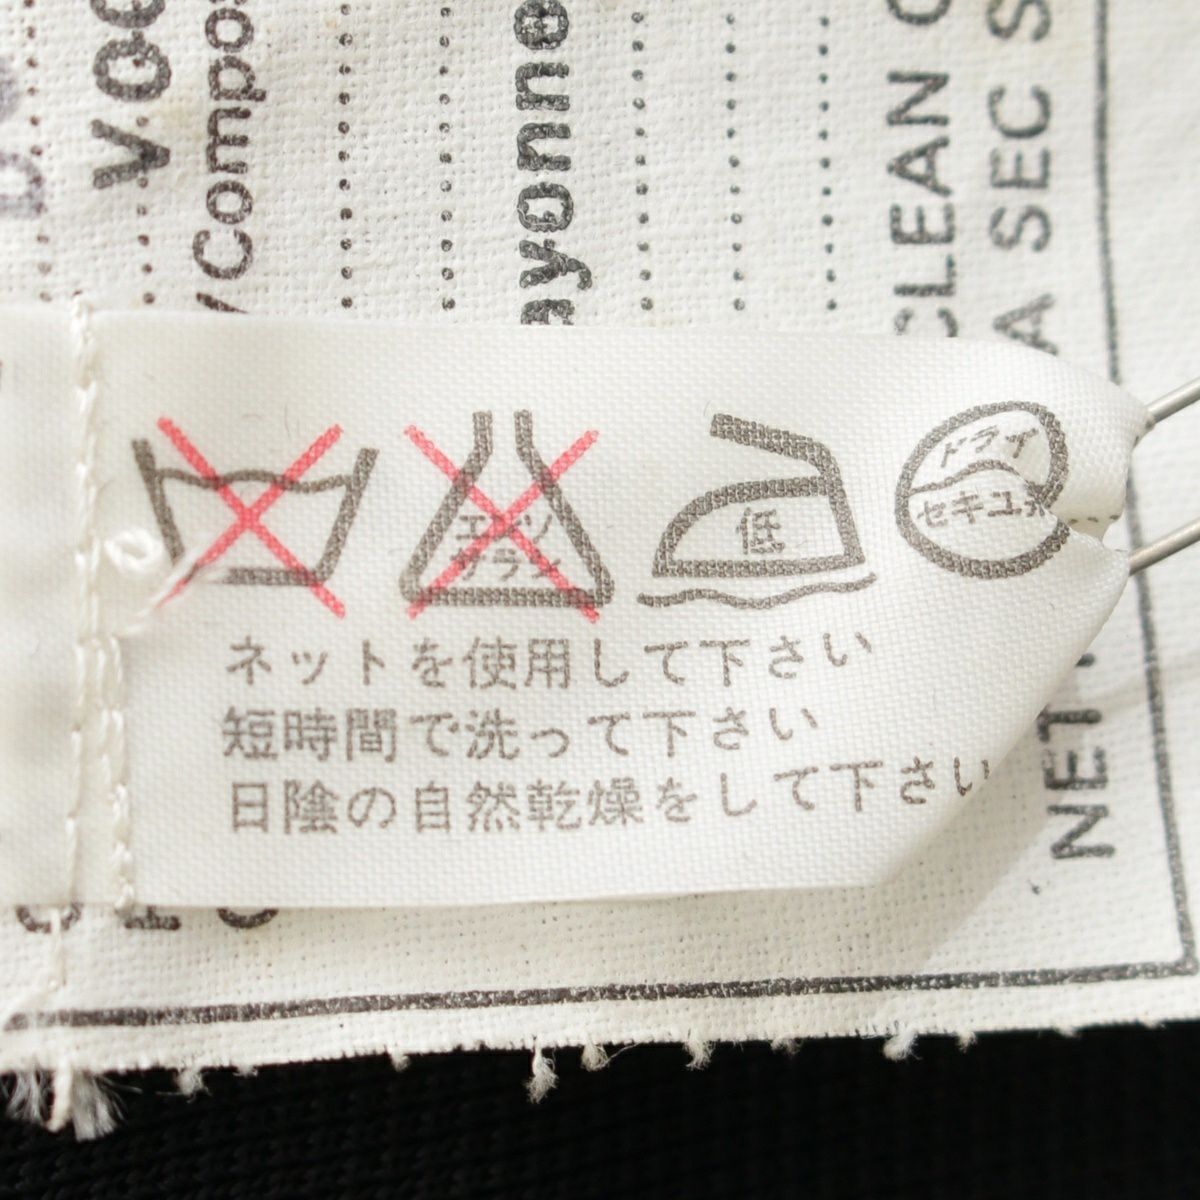 V.
/Compos
ayonne
CLEAN
A SEC S
NET
エンソ
サラシ
低
ドライ
セキユ
ネットを使用して下さい
短時間で洗って下さい
日陰の自然乾燥をして下さい